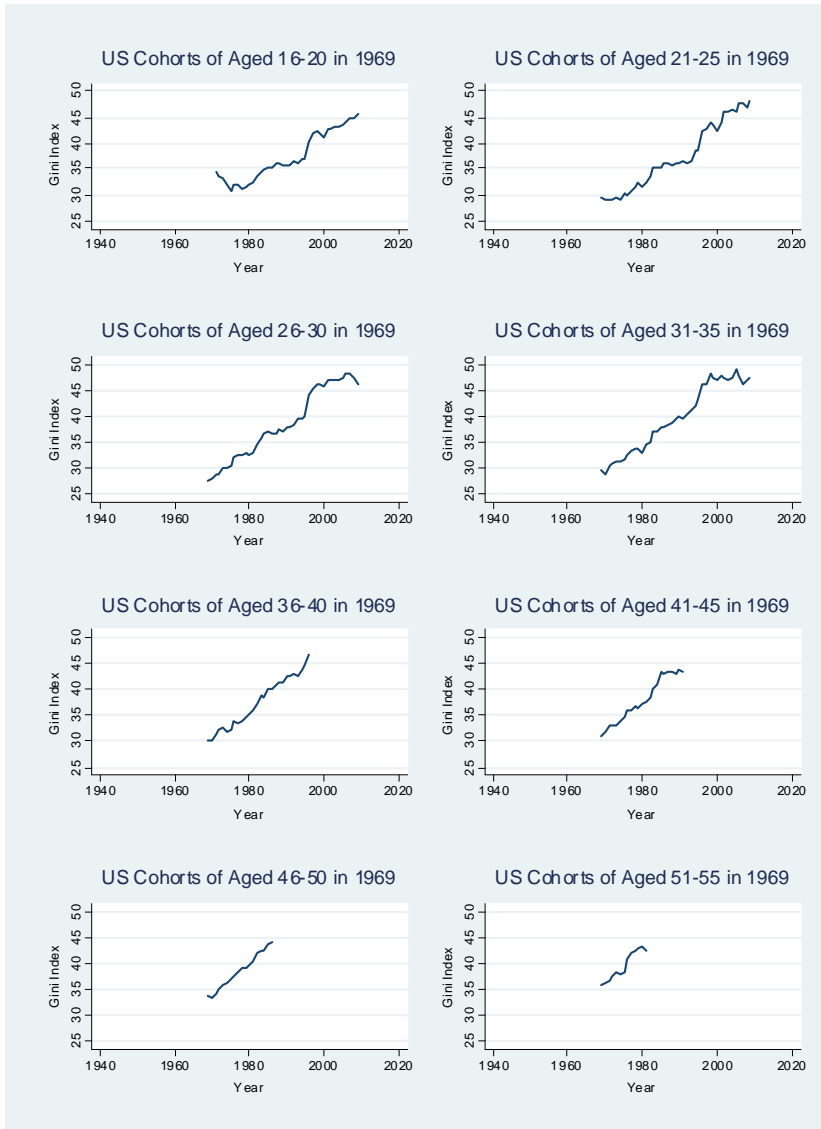 US Cohorts of Aged 16-20 in 1969
Gini Index
50
45
40
35
30
25
1940 1960 1980 2000 2020
Year
US Cohorts of Aged 21-25 in 1969
Gini Index
50
45
40
35
30
25
1940 1960 1980 2000 2020
Year
US Cohorts of Aged 26-30 in 1969
Gini Index
50
45
40
35
30
25
1940 1960 1980 2000 2020
Year
US Cohorts of Aged 31-35 in 1969
Gini Index
50
45
40
35
30
25
1940 1960 1980 2000 2020
Year
US Cohorts of Aged 36-40 in 1969
Gini Index
50
45
40
35
30
25
1940 1960 1980 2000 2020
Year
US Cohorts of Aged 41-45 in 1969
Gini Index
50
45
40
35
30
25
1940 1960 1980 2000 2020
Year
US Cohorts of Aged 46-50 in 1969
Gini Index
50
45
40
35
30
25
1940 1960 1980 2000 2020
Year
US Cohorts of Aged 51-55 in 1969
Gini Index
50
45
40
35
30
25
1940 1960 1980 2000 2020
Year